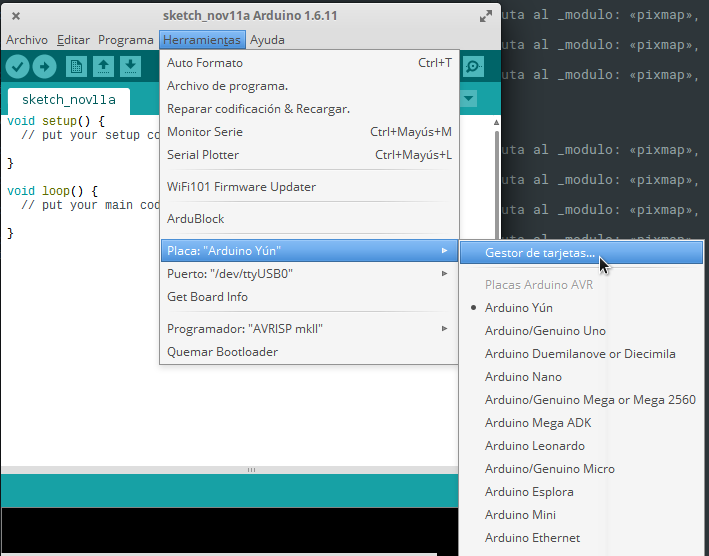 sketch_nov11a Arduino 1.6.11
Archivo Editar Programa Herramientas Ayuda
sketch_nov11a
void setup() {
// put your setup co
}
void loop() {
// put your main cod
}
Auto Formato Ctrl+T
Archivo de programa.
Reparar codificación & Recargar.
Monitor Serie Ctrl+Mayús+M
Serial Plotter Ctrl+Mayús+L
WiFi101 Firmware Updater
ArduBlock
Placa: "Arduino Yún"
Puerto: "/dev/ttyUSB0"
Get Board Info
Programador: "AVRISP mkII"
Quemar Bootloader
Gestor de tarjetas...
Placas Arduino AVR
Arduino Yún
Arduino/Genuino Uno
Arduino Duemilanove or Diecimila
Arduino Nano
Arduino/Genuino Mega or Mega 2560
Arduino Mega ADK
Arduino Leonardo
Arduino/Genuino Micro
Arduino Esplora
Arduino Mini
Arduino Ethernet
uta al _modulo: «pixmap»,
uta al _modulo: «pixmap»,
uta al _modulo: «pixmap»,
uta al _modulo: «pixmap»,
uta al _modulo: «pixmap»,
uta al _modulo: «pixmap»,
uta al _modulo: «pixmap»,